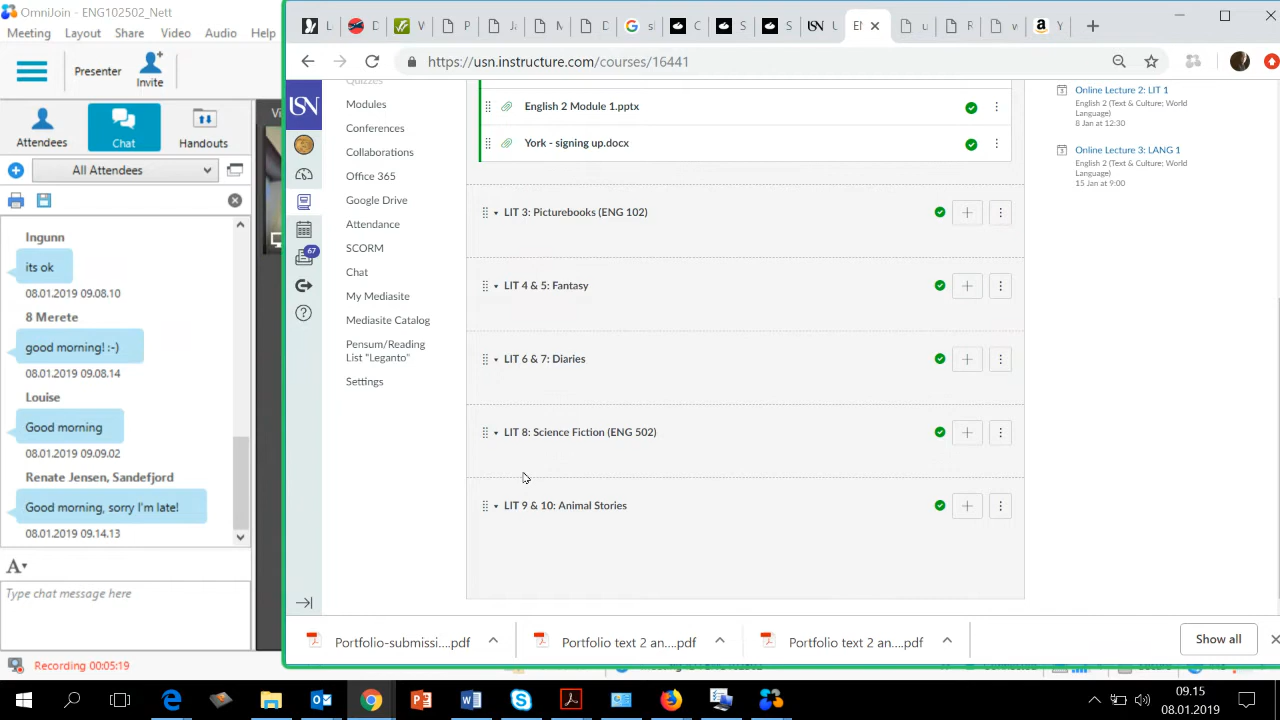 OmniJoin - ENG102502_Nett
Meeting Layout Share Video Audio Help
Presenter
Invite
Attendees
Chat
Handouts
All Attendees
Ingunn
its ok
08.01.2019 09.08.10
8 Merete
good morning! :-)
08.01.2019 09.08.14
Louise
Good morning
08.01.2019 09.09.02
Renate Jensen, Sandefjord
Good morning, sorry I'm late!
08.01.2019 09.14.13
A
Type chat message here
Recording 00:05:19
https://usn.instructure.com/courses/16441
USN
67
Quizzes
Modules
Conferences
Collaborations
Office 365
Google Drive
Attendance
SCORM
Chat
My Mediasite
Mediasite Catalog
Pensum/Reading
List "Leganto"
Settings
English 2 Module 1.pptx
York - signing up.docx
LIT 3: Picturebooks (ENG 102)
LIT 4 & 5: Fantasy
LIT 6 & 7: Diaries
LIT 8: Science Fiction (ENG 502)
LIT 9 & 10: Animal Stories
Online Lecture 2: LIT 1
English 2 (Text & Culture; World
Language)
8 Jan at 12:30
Online Lecture 3: LANG 1
English 2 (Text & Culture; World
Language)
15 Jan at 9:00
Portfolio-submissi....pdf
Portfolio text 2 an....pdf
Portfolio text 2 an....pdf
Show all
09.15
08.01.2019